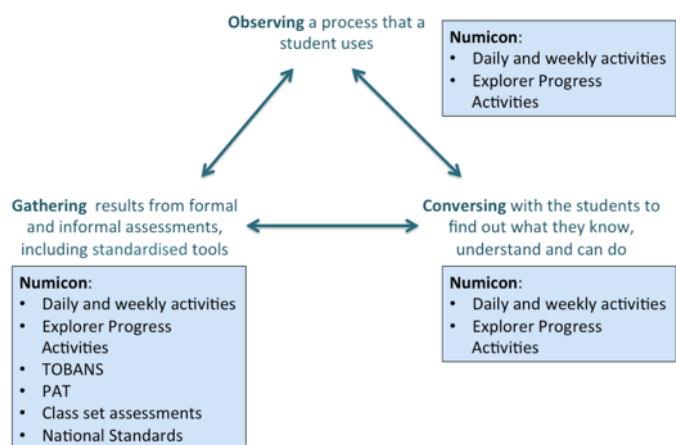 Observing a process that a
student uses
Numicon:
• Daily and weekly activities
• Explorer Progress
Activities
Gathering results from formal
and informal assessments,
including standardised tools
Numicon:
• Daily and weekly activities
• Explorer Progress
Activities
• TOBANS
• PAT
• Class set assessments
• National Standards
Conversing with the students to
find out what they know,
understand and can do
Numicon:
• Daily and weekly activities
• Explorer Progress
Activities